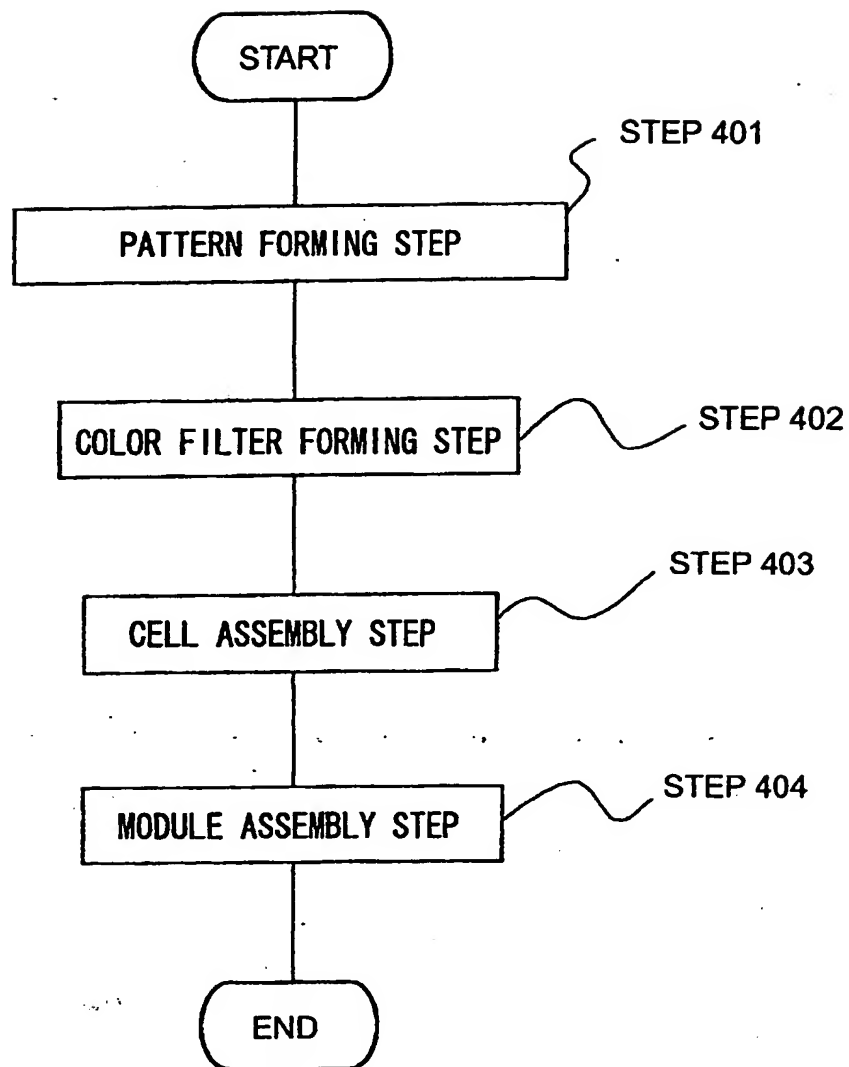 START
STEP 401
PATTERN FORMING STEP
COLOR FILTER FORMING STEP
STEP 402
STEP 403
CELL ASSEMBLY STEP
STEP 404
MODULE ASSEMBLY STEP
END